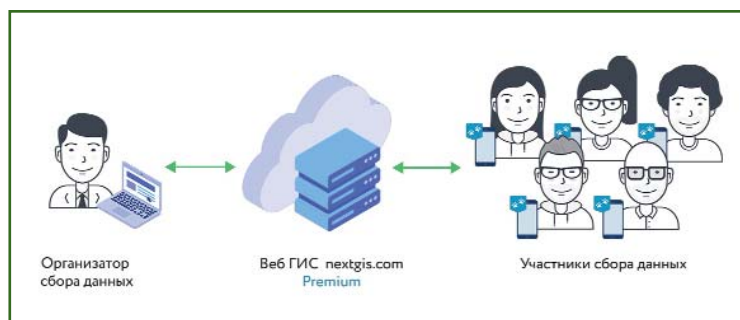 Организатор
сбора данных
Веб ГИС nextgis.com
Premium
Участники сбора данных